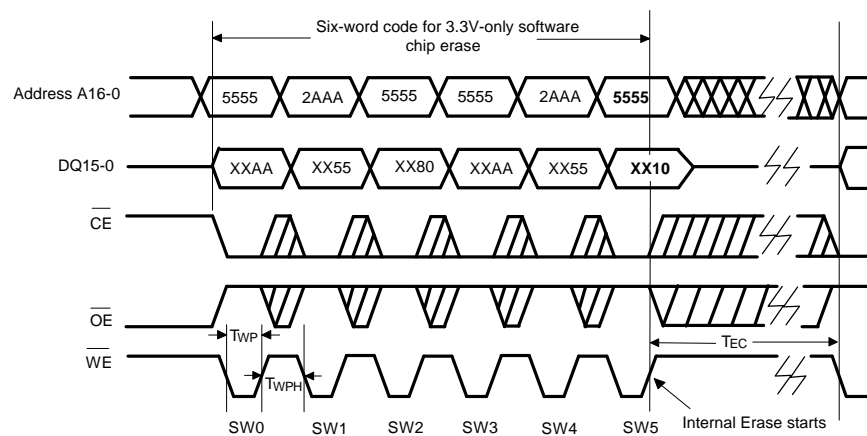 Six-word code for 3.3V-only software
chip erase
Address A16-0
5555 2AAA 5555 5555 2AAA 5555
DQ15-0
XXAA XX55 XX80 XXAA XX55 XX10
CE
OE
TWP
TEC
WE
TWPH
SW0 SW1 SW2 SW3 SW4 SW5
Internal Erase starts